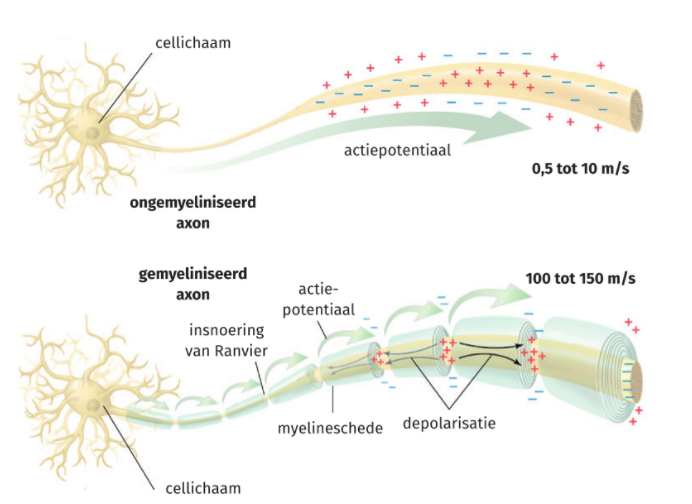 cellichaam
actiepotentiaal
0,5 tot 10 m/s
ongemyeliniseerd
axon
gemyeliniseerd
axon
100 tot 150 m/s
actie-
potentiaal
insnoering
van Ranvier
myelineschede
depolarisatie
cellichaam